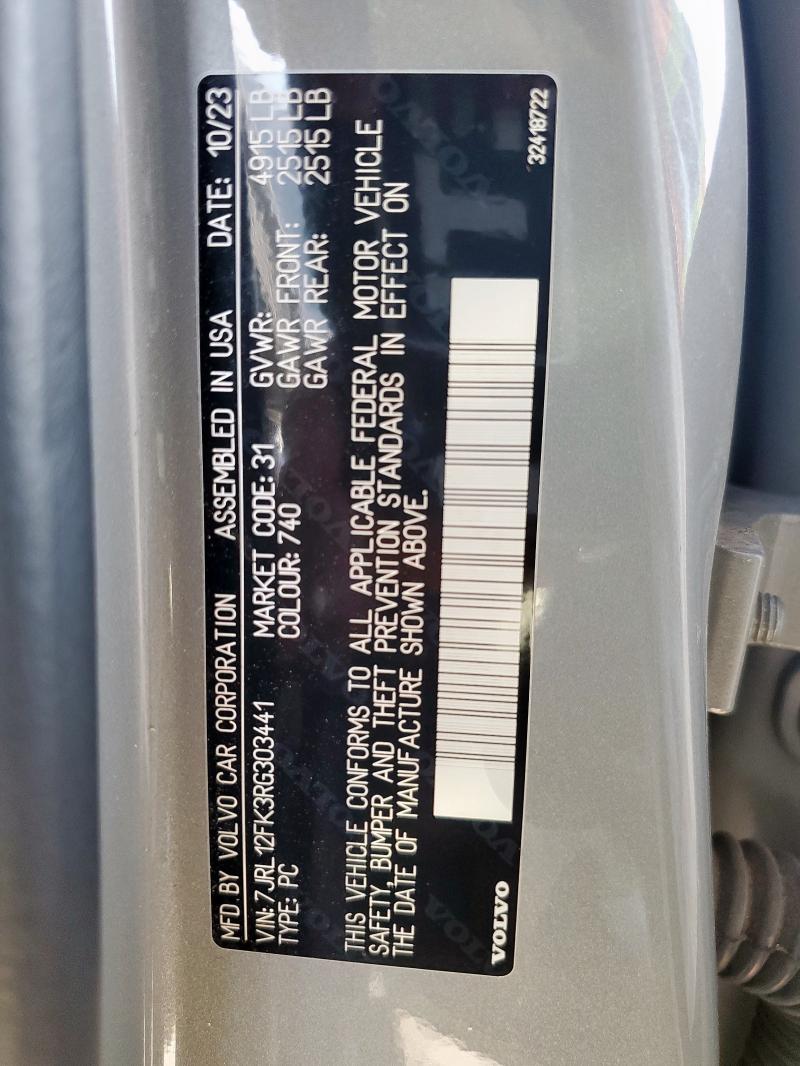 MFD. BY VOLVO CAR CORPORATION ASSEMBLED IN USA DATE: 10/23
VIN: 7JRL12FK3RG303441 MARKET CODE: 31 GVWR: 4915 LB
TYPE: PC COLOUR: 740 GAWR FRONT: 2515 LB
GAWR REAR: 2515 LB
THIS VEHICLE CONFORMS TO ALL APPLICABLE FEDERAL MOTOR VEHICLE
SAFETY, BUMPER AND THEFT PREVENTION STANDARDS IN EFFECT ON
THE DATE OF MANUFACTURE SHOWN ABOVE.
VOLVO 32418722